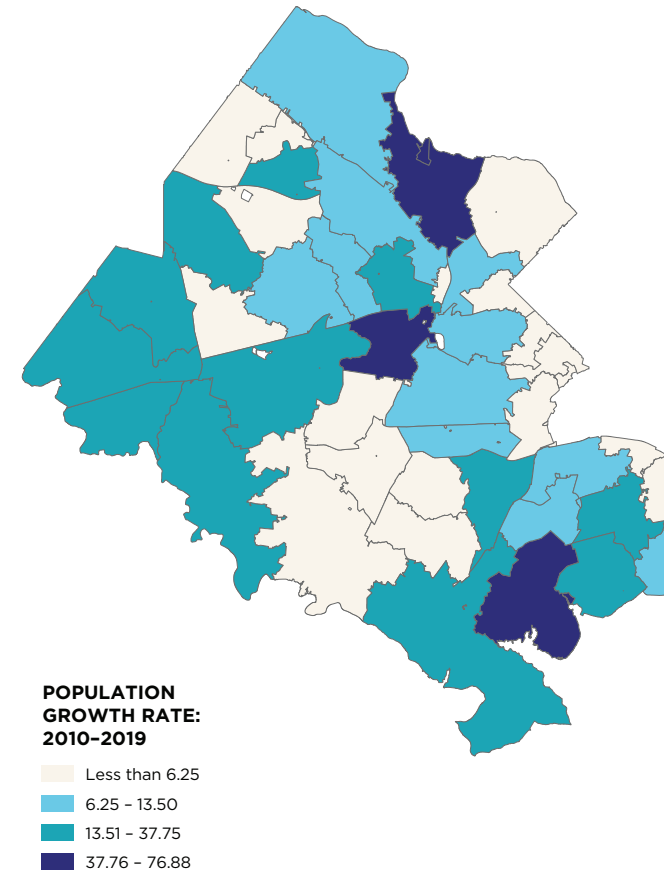 POPULATION
GROWTH RATE:
2010–2019
Less than 6.25
6.25 – 13.50
13.51 – 37.75
37.76 – 76.88